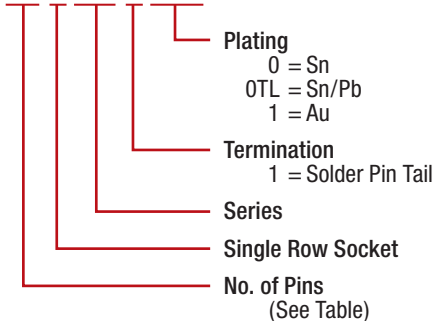 Plating
0 = Sn
0TL = Sn/Pb
1 = Au
Termination
1 = Solder Pin Tail
Series
Single Row Socket
No. of Pins
(See Table)